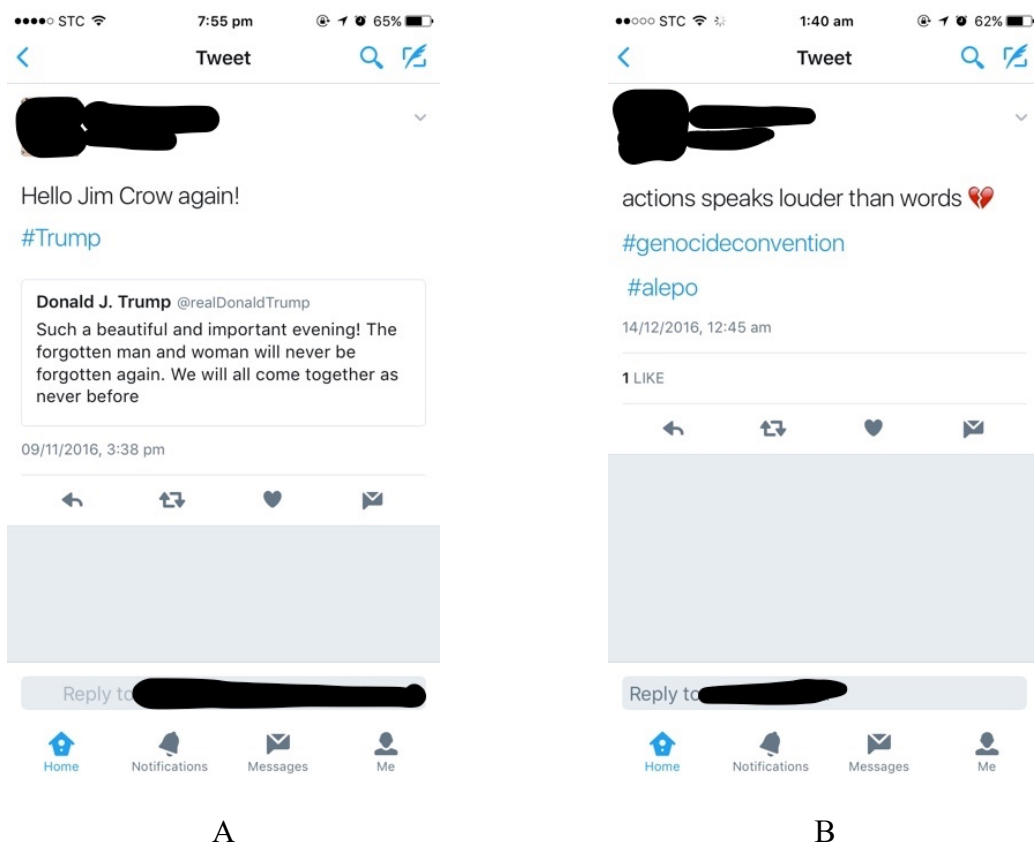 STC 7:55 pm 65%
Tweet
Hello Jim Crow again!
#Trump
Donald J. Trump @realDonaldTrump
Such a beautiful and important evening! The
forgotten man and woman will never be
forgotten again. We will all come together as
never before
09/11/2016, 3:38 pm
Reply to
Home Notifications Messages Me
A
STC 1:40 am 62%
Tweet
actions speaks louder than words 💔
#genocideconvention
#alepo
14/12/2016, 12:45 am
1 LIKE
Reply to
Home Notifications Messages Me
B